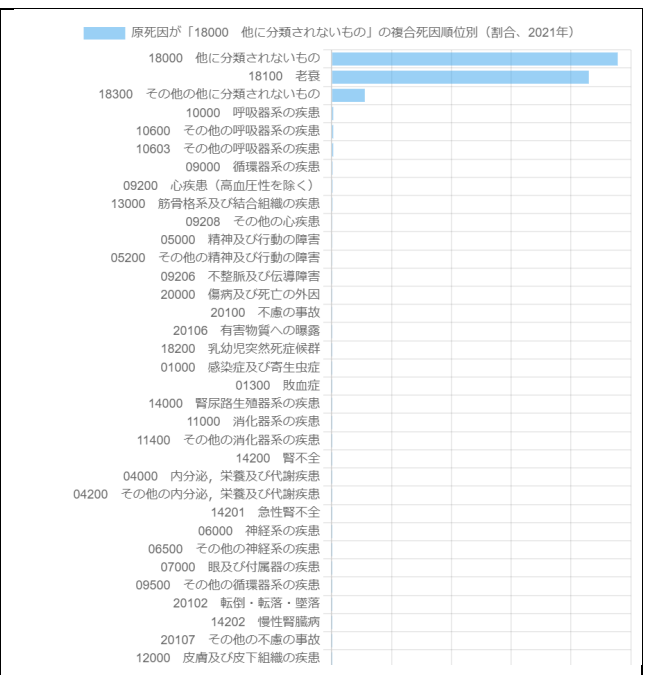 原死因が「18000　他に分類されないもの」の複合死因順位別（割合、2021年）
18000　他に分類されないもの
18100　老衰
18300　その他の他に分類されないもの
10000　呼吸器系の疾患
10600　その他の呼吸器系の疾患
10603　その他の呼吸器系の疾患
09000　循環器系の疾患
09200　心疾患（高血圧性を除く）
13000　筋骨格系及び結合組織の疾患
09208　その他の心疾患
05000　精神及び行動の障害
05200　その他の精神及び行動の障害
09206　不整脈及び伝導障害
20000　傷病及び死亡の外因
20100　不慮の事故
20106　有害物質への曝露
18200　乳幼児突然死症候群
01000　感染症及び寄生虫症
01300　敗血症
14000　腎尿路生殖器系の疾患
11000　消化器系の疾患
11400　その他の消化器系の疾患
14200　腎不全
04000　内分泌，栄養及び代謝疾患
04200　その他の内分泌，栄養及び代謝疾患
14201　急性腎不全
06000　神経系の疾患
06500　その他の神経系の疾患
07000　眼及び付属器の疾患
09500　その他の循環器系の疾患
20102　転倒・転落・墜落
14202　慢性腎臓病
20107　その他の不慮の事故
12000　皮膚及び皮下組織の疾患